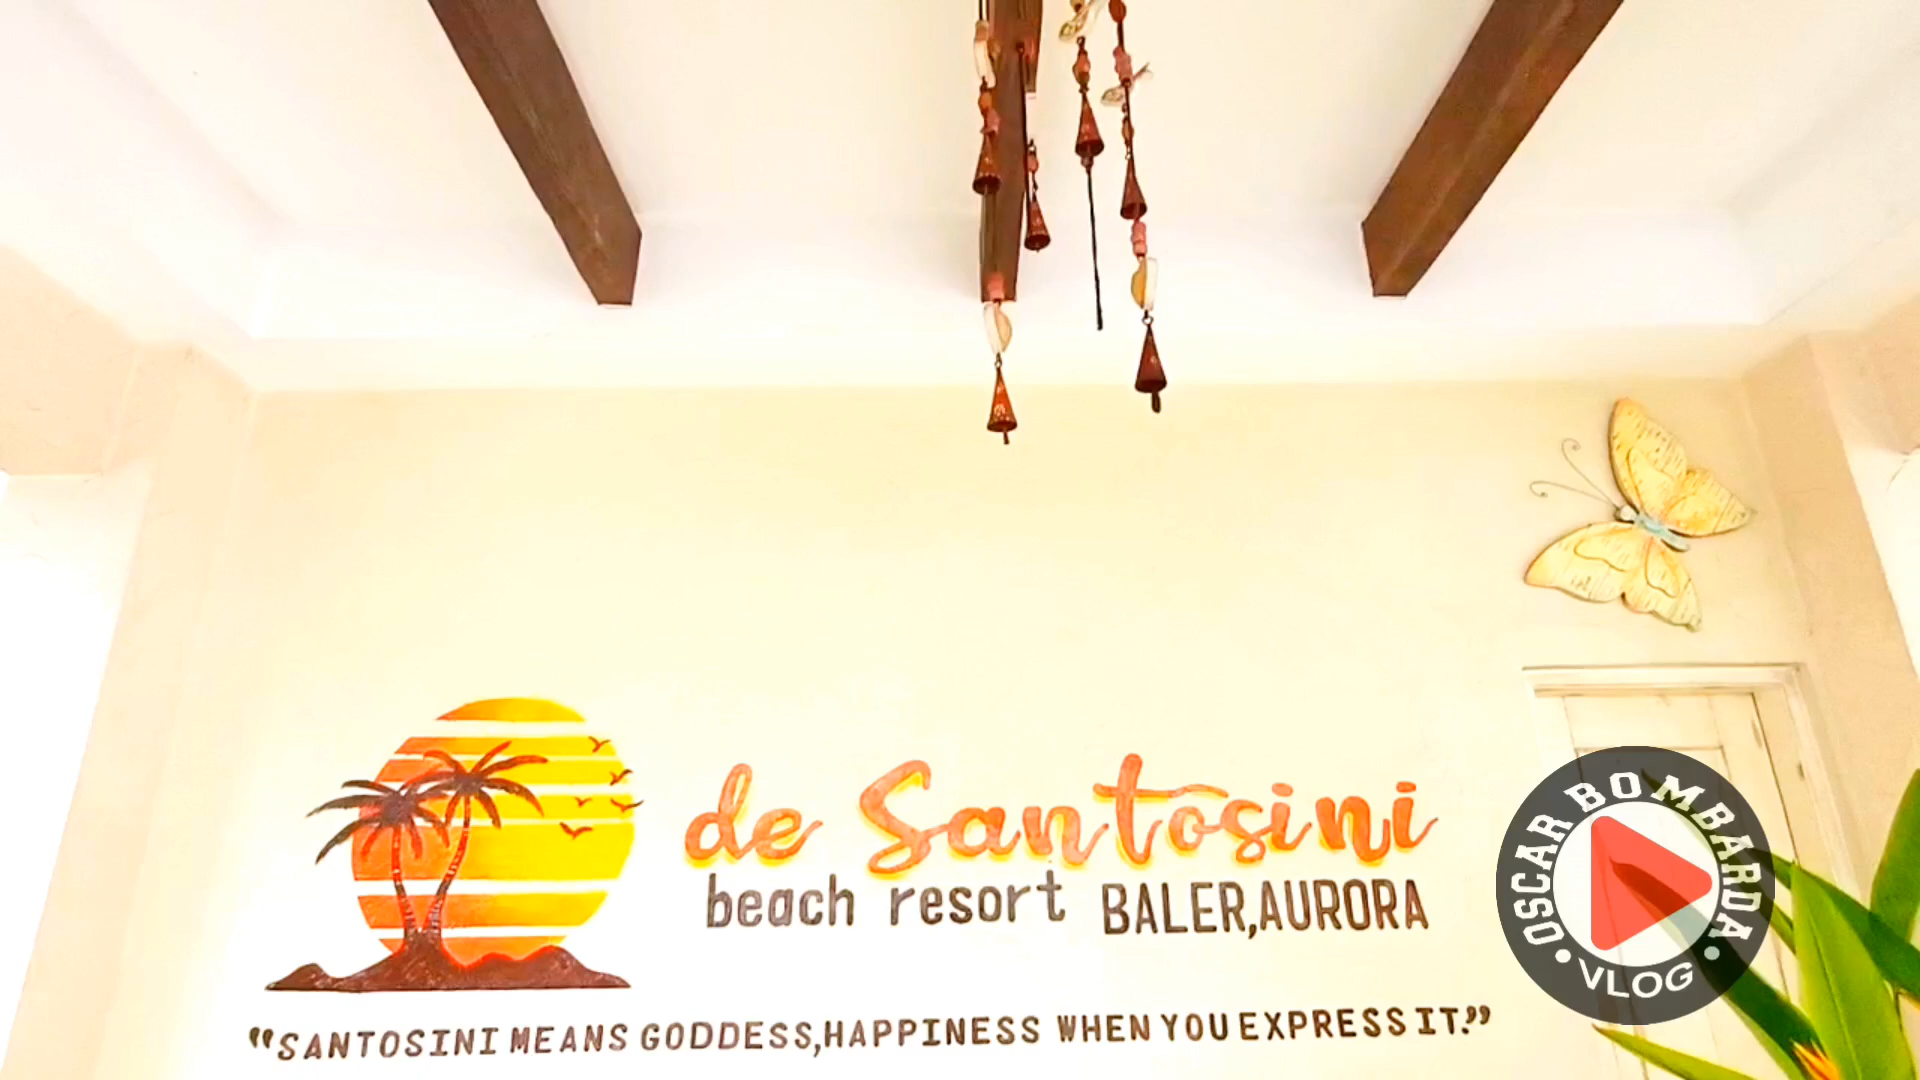 de Santosini
beach resort BALER,AURORA
"SANTOSINI MEANS GODDESS,HAPPINESS WHEN YOU EXPRESS IT."
OSCAR BOMBARDA
VLOG